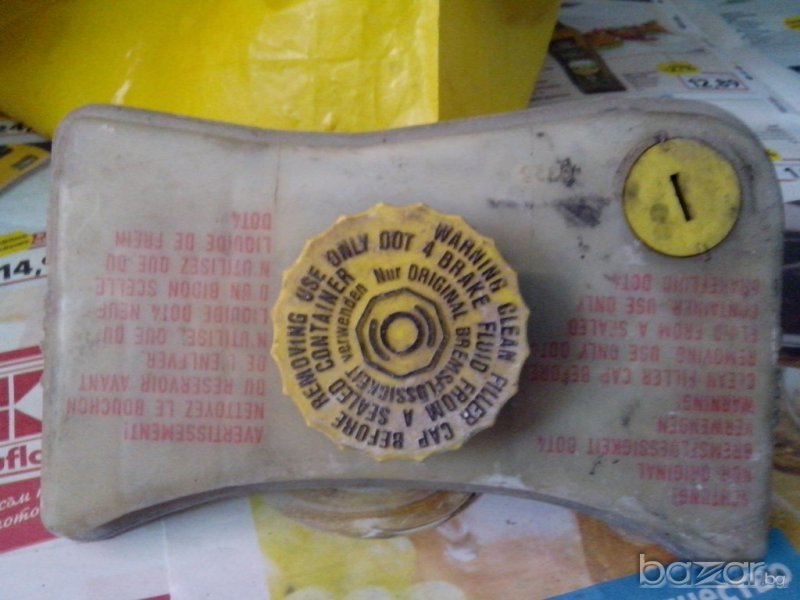 WARNING CLEAN FILLER CAP BEFORE REMOVING USE ONLY DOT 4 BRAKE FLUID FROM A SEALED CONTAINER
Nur ORIGINAL BREMSFLÜSSIGKEIT verwenden
AVERTISSEMENT!
NETTOYEZ LE BOUCHON
DU RESERVOIR AVANT
DE L'ENLEVER.
N'UTILISEZ QUE DU
LIQUIDE DOT4 NEUF
D'UN BIDON SCELLE
N'UTILISEZ QUE DU
LIQUIDE DE FREIN
DOT4
ACHTUNG!
NUR ORIGINAL
BREMSFLUESSIGKEIT DOT4
VERWENDEN.
WARNING!
CLEAN FILLER CAP BEFORE
REMOVING. USE ONLY DOT4
FLUID FROM A SEALED
CONTAINER. USE ONLY
BRAKEFLUID DOT4.
12,89
bazar.bg